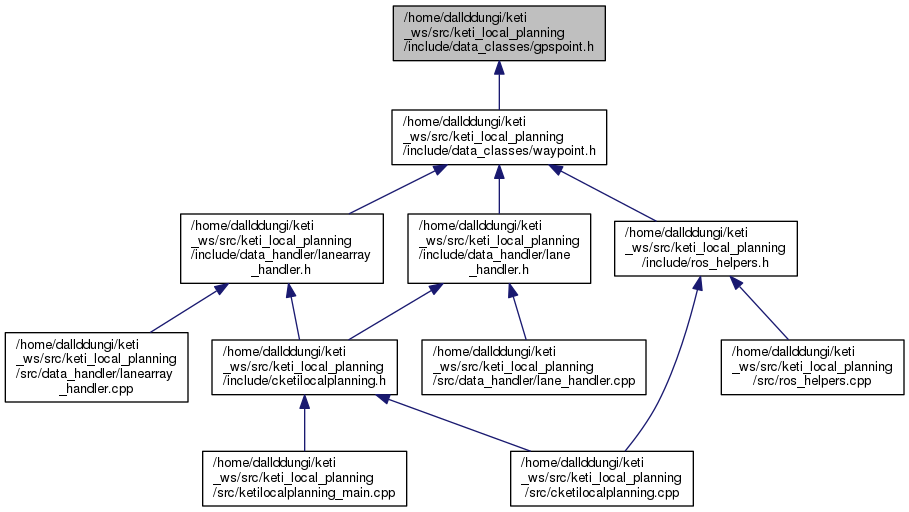 /home/dallddungi/keti
_ws/src/keti_local_planning
/include/data_classes/gpspoint.h
/home/dallddungi/keti
_ws/src/keti_local_planning
/include/data_classes/waypoint.h
/home/dallddungi/keti
_ws/src/keti_local_planning
/include/data_handler/lanearray
_handler.h
/home/dallddungi/keti
_ws/src/keti_local_planning
/include/data_handler/lane
_handler.h
/home/dallddungi/keti
_ws/src/keti_local_planning
/include/ros_helpers.h
/home/dallddungi/keti
_ws/src/keti_local_planning
/src/data_handler/lanearray
_handler.cpp
/home/dallddungi/keti
_ws/src/keti_local_planning
/include/cketilocalplanning.h
/home/dallddungi/keti
_ws/src/keti_local_planning
/src/data_handler/lane_handler.cpp
/home/dallddungi/keti
_ws/src/keti_local_planning
/src/ros_helpers.cpp
/home/dallddungi/keti
_ws/src/keti_local_planning
/src/ketilocalplanning_main.cpp
/home/dallddungi/keti
_ws/src/keti_local_planning
/src/cketilocalplanning.cpp